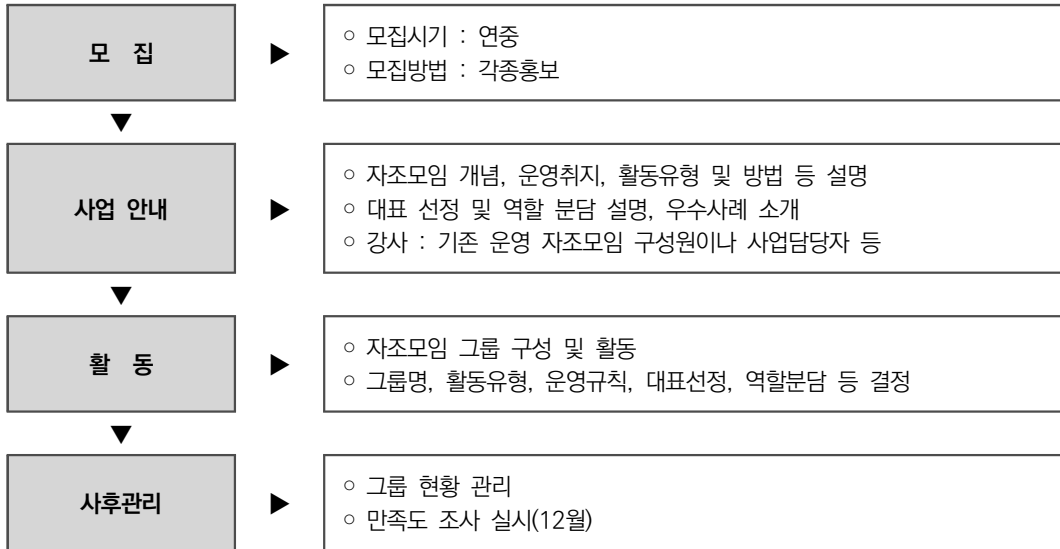 모 집
▶
○ 모집시기 : 연중
○ 모집방법 : 각종홍보
▼
사업 안내
▶
○ 자조모임 개념, 운영취지, 활동유형 및 방법 등 설명
○ 대표 선정 및 역할 분담 설명, 우수사례 소개
○ 강사 : 기존 운영 자조모임 구성원이나 사업담당자 등
▼
활 동
▶
○ 자조모임 그룹 구성 및 활동
○ 그룹명, 활동유형, 운영규칙, 대표선정, 역할분담 등 결정
▼
사후관리
▶
○ 그룹 현황 관리
○ 만족도 조사 실시(12월)